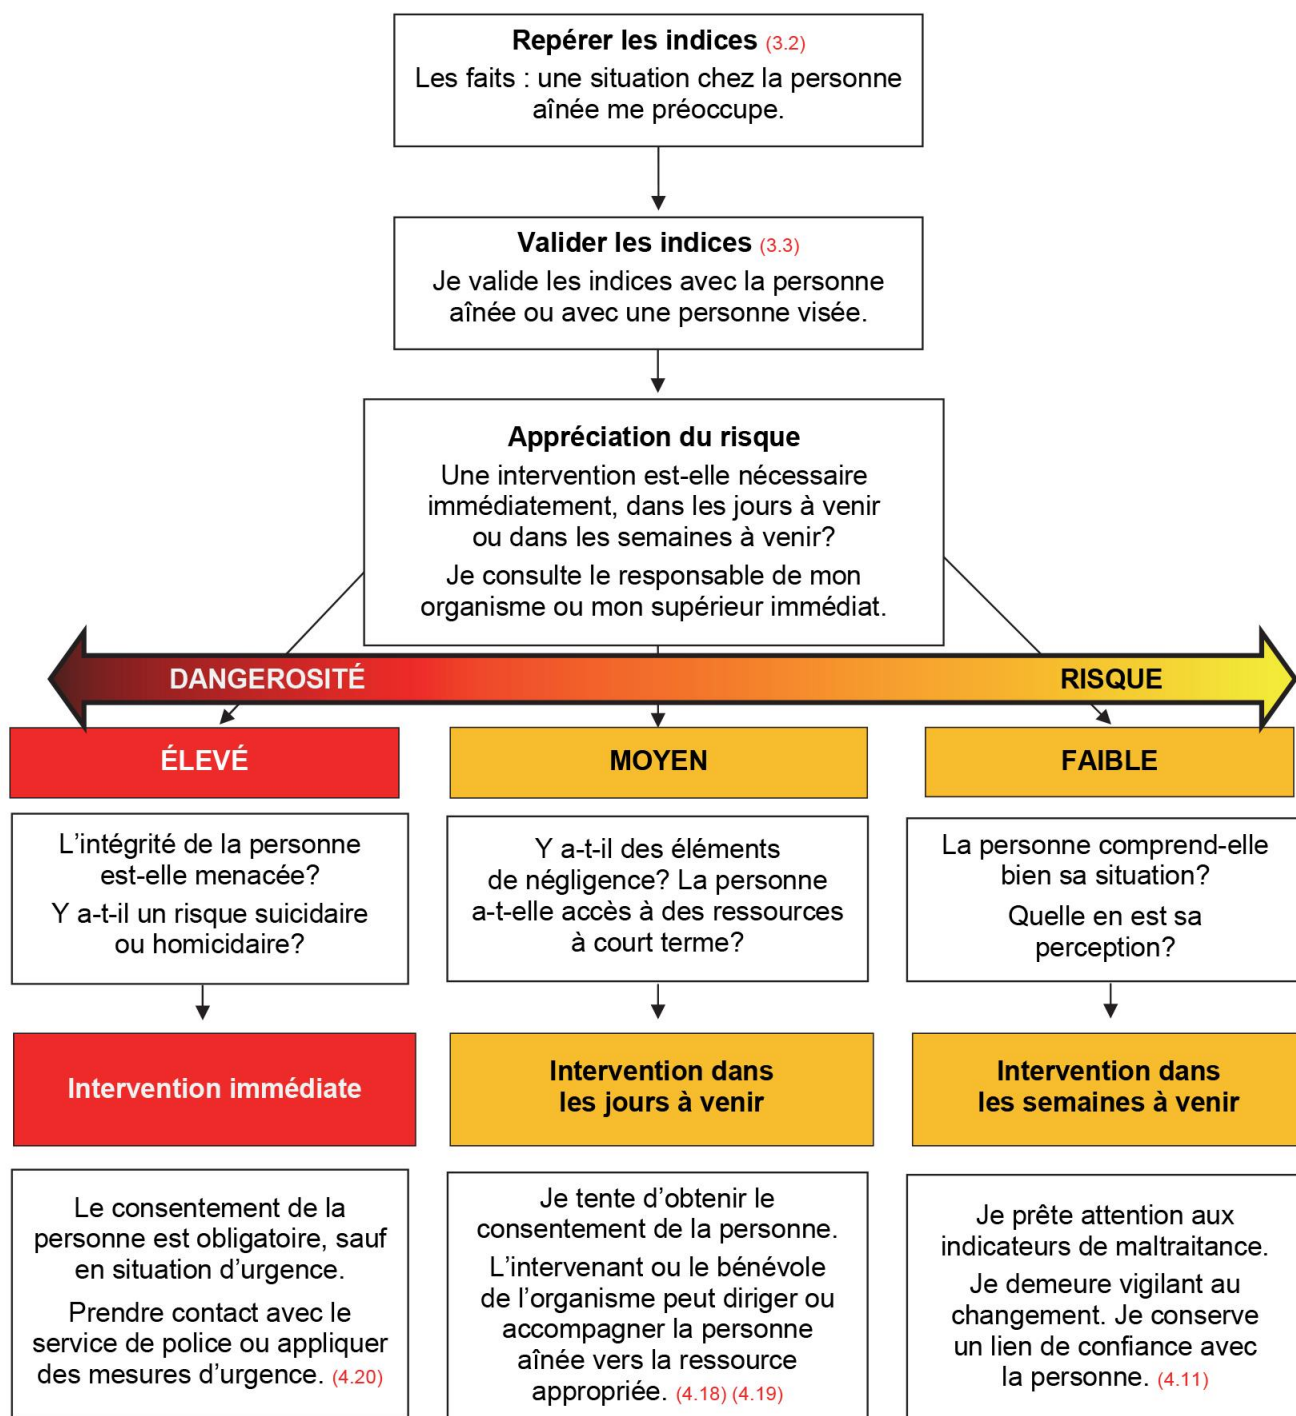 Repérer les indices (3.2)
Les faits : une situation chez la personne
aînée me préoccupe.
Valider les indices (3.3)
Je valide les indices avec la personne
aînée ou avec une personne visée.
Appréciation du risque
Une intervention est-elle nécessaire
immédiatement, dans les jours à venir
ou dans les semaines à venir?
Je consulte le responsable de mon
organisme ou mon supérieur immédiat.
DANGEROSITÉ
RISQUE
ÉLEVÉ
MOYEN
FAIBLE
L'intégrité de la personne
est-elle menacée?
Y a-t-il un risque suicidaire
ou homicidaire?
Y a-t-il des éléments
de négligence? La personne
a-t-elle accès à des ressources
à court terme?
La personne comprend-elle
bien sa situation?
Quelle en est sa
perception?
Intervention immédiate
Intervention dans
les jours à venir
Intervention dans
les semaines à venir
Le consentement de la
personne est obligatoire, sauf
en situation d'urgence.
Prendre contact avec le
service de police ou appliquer
des mesures d'urgence. (4.20)
Je tente d'obtenir le
consentement de la personne.
L'intervenant ou le bénévole
de l'organisme peut diriger ou
accompagner la personne
aînée vers la ressource
appropriée. (4.18) (4.19)
Je prête attention aux
indicateurs de maltraitance.
Je demeure vigilant au
changement. Je conserve
un lien de confiance avec
la personne. (4.11)